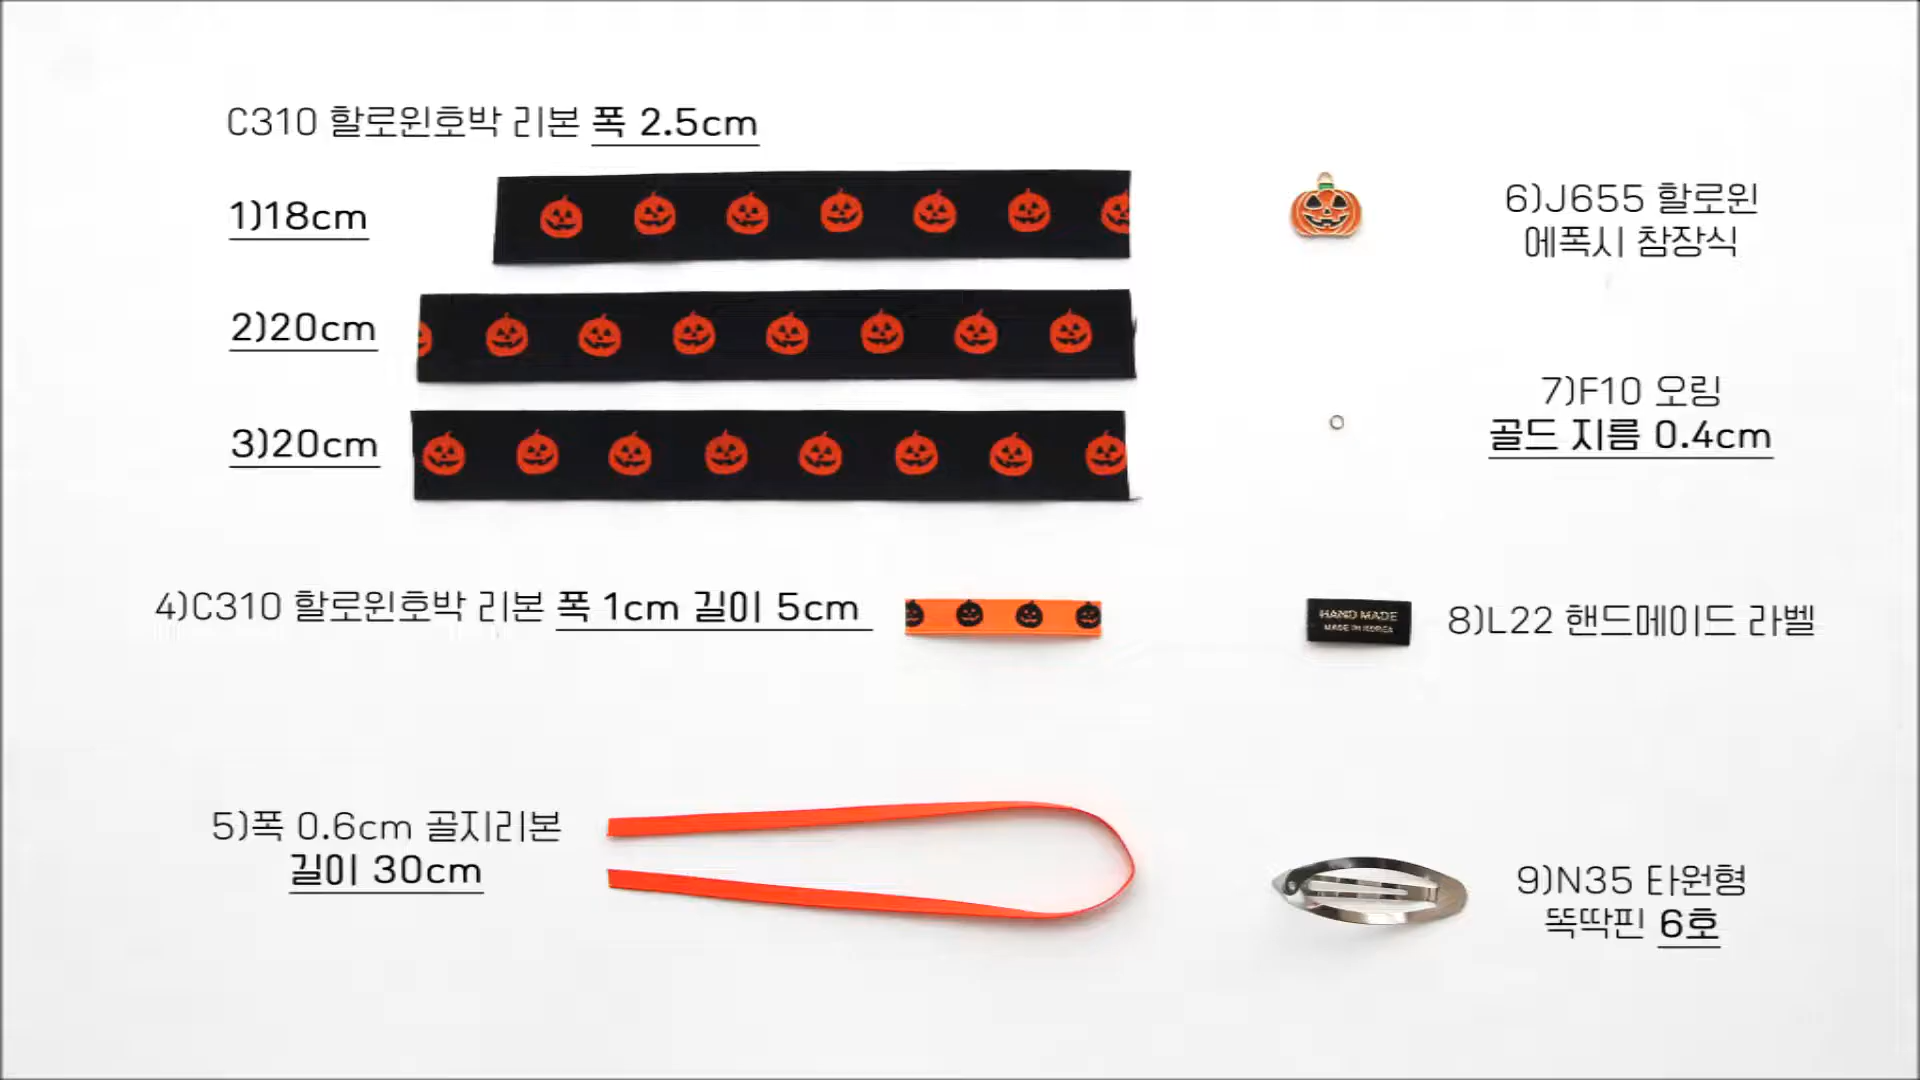 C310 할로윈호박 리본 폭 2.5cm
1)18cm
2)20cm
3)20cm
4)C310 할로윈호박 리본 폭 1cm 길이 5cm
5)폭 0.6cm 골지리본
길이 30cm
6)J655 할로윈
에폭시 참장식
7)F10 오링
골드 지름 0.4cm
HAND MADE
MADE IN KOREA
8)L22 핸드메이드 라벨
9)N35 타원형
똑딱핀 6호